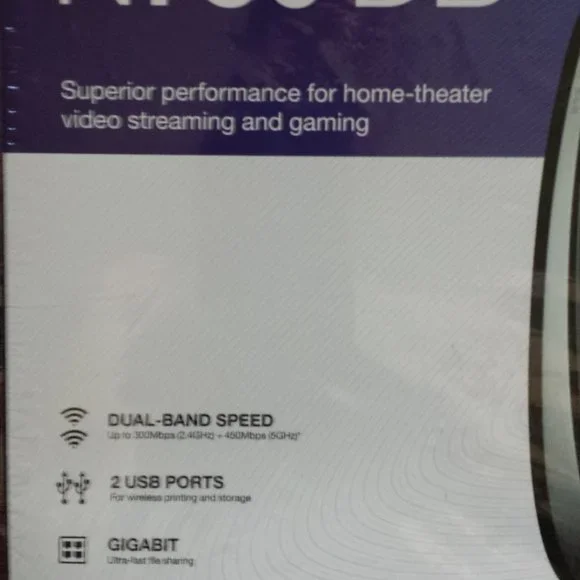 Superior performance for home-theater
video streaming and gaming
DUAL-BAND SPEED
Up to 300Mbps (2.4GHz) + 450Mbps (5GHz)*
2 USB PORTS
For wireless printing and storage
GIGABIT
Ultra-fast file sharing